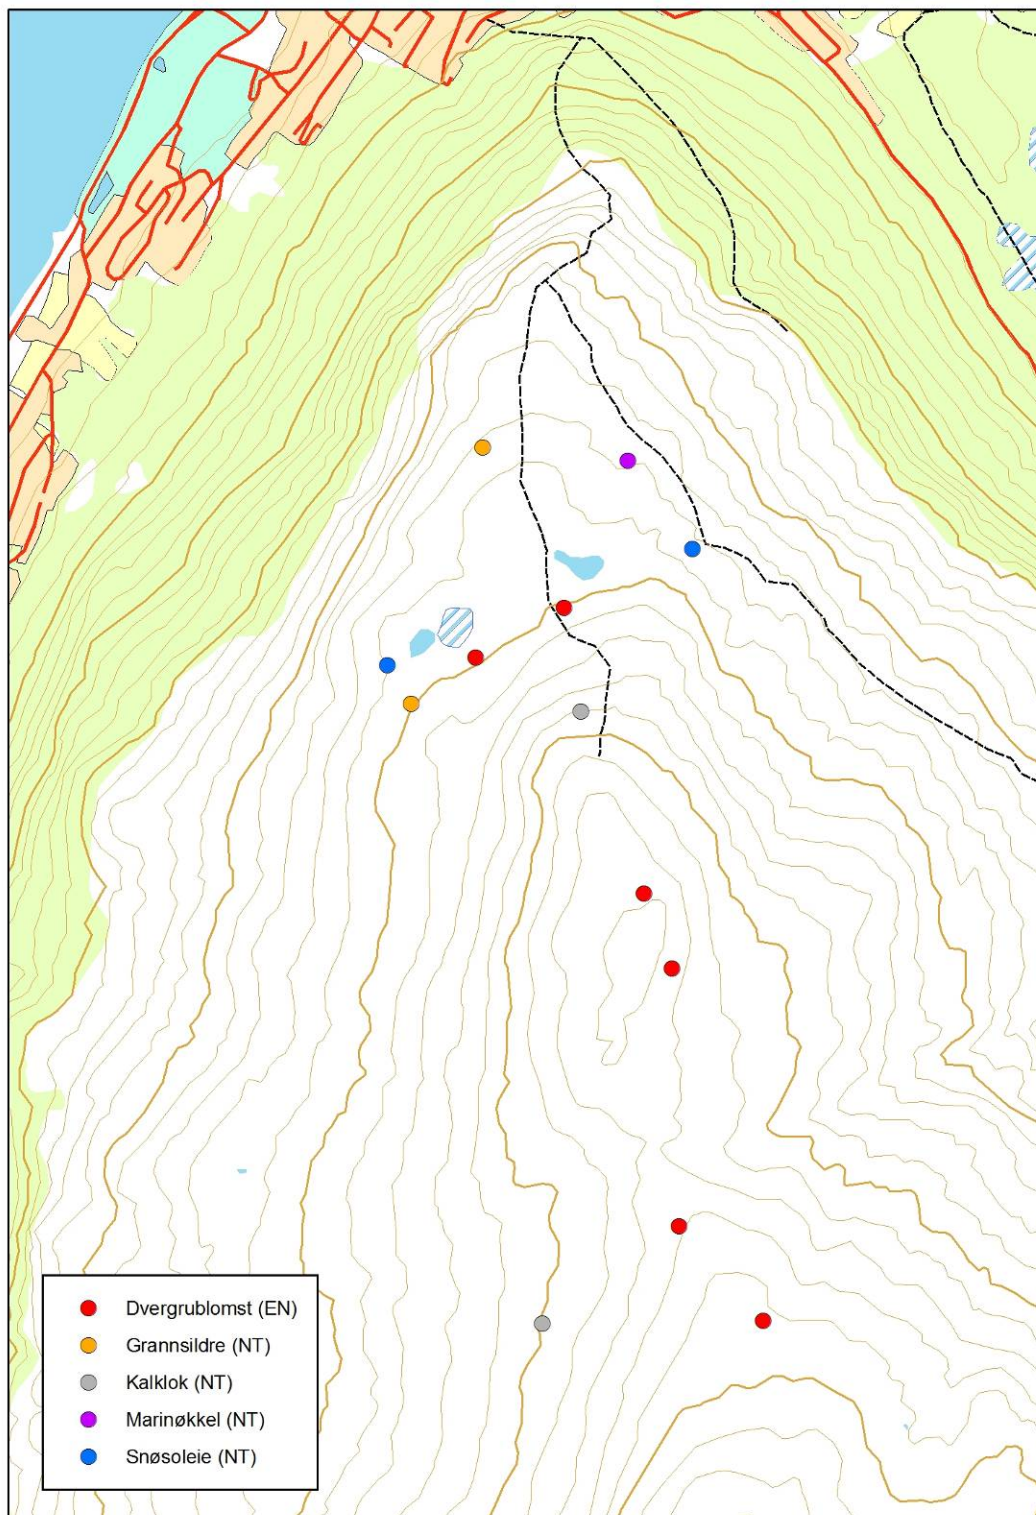 Dvergrublomst (EN)
Grannsildre (NT)
Kalklok (NT)
Marinøkkel (NT)
Snøsoleie (NT)